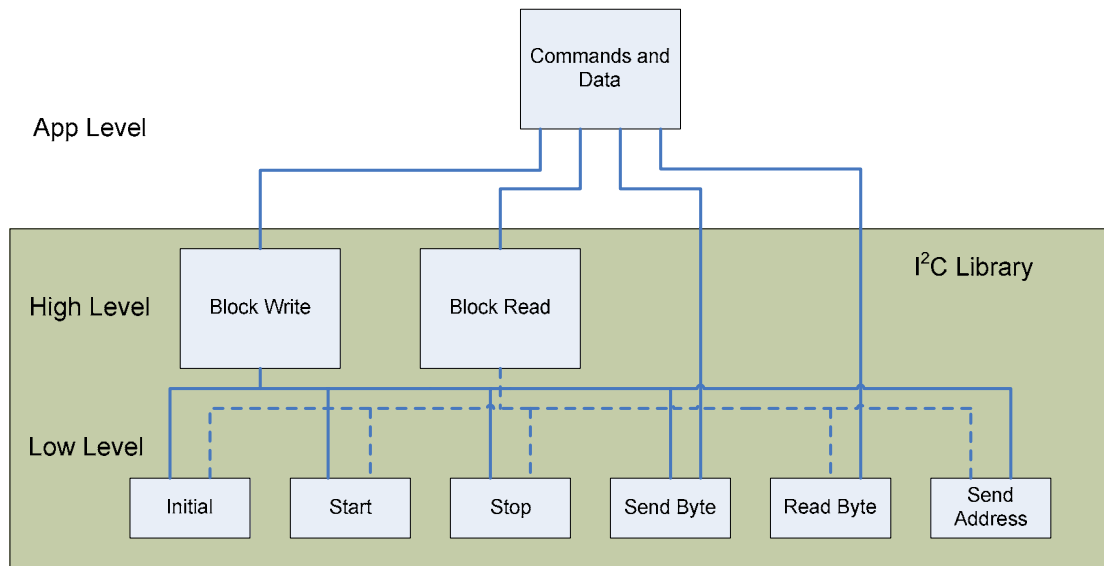 Commands and
Data
App Level
I²C Library
High Level
Block Write
Block Read
Low Level
Initial
Start
Stop
Send Byte
Read Byte
Send
Address